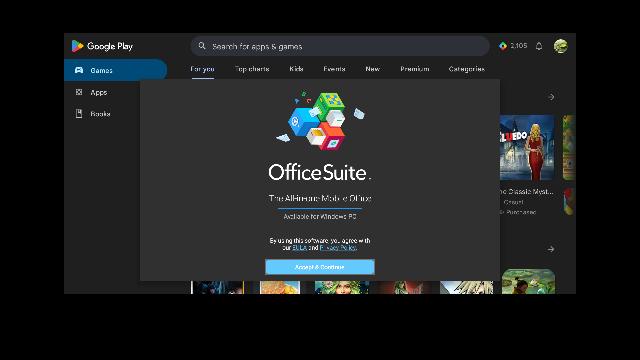 Google Play
Search for apps & games
2,105
Games
Apps
Books
For you
Top charts
Kids
Events
New
Premium
Categories
OfficeSuite.
The All-in-one Mobile Office
Available for Windows PC
By using this software, you agree with
our EULA and Privacy Policy.
Accept & Continue
LUEDO
e Classic Myst...
Casual
Purchased